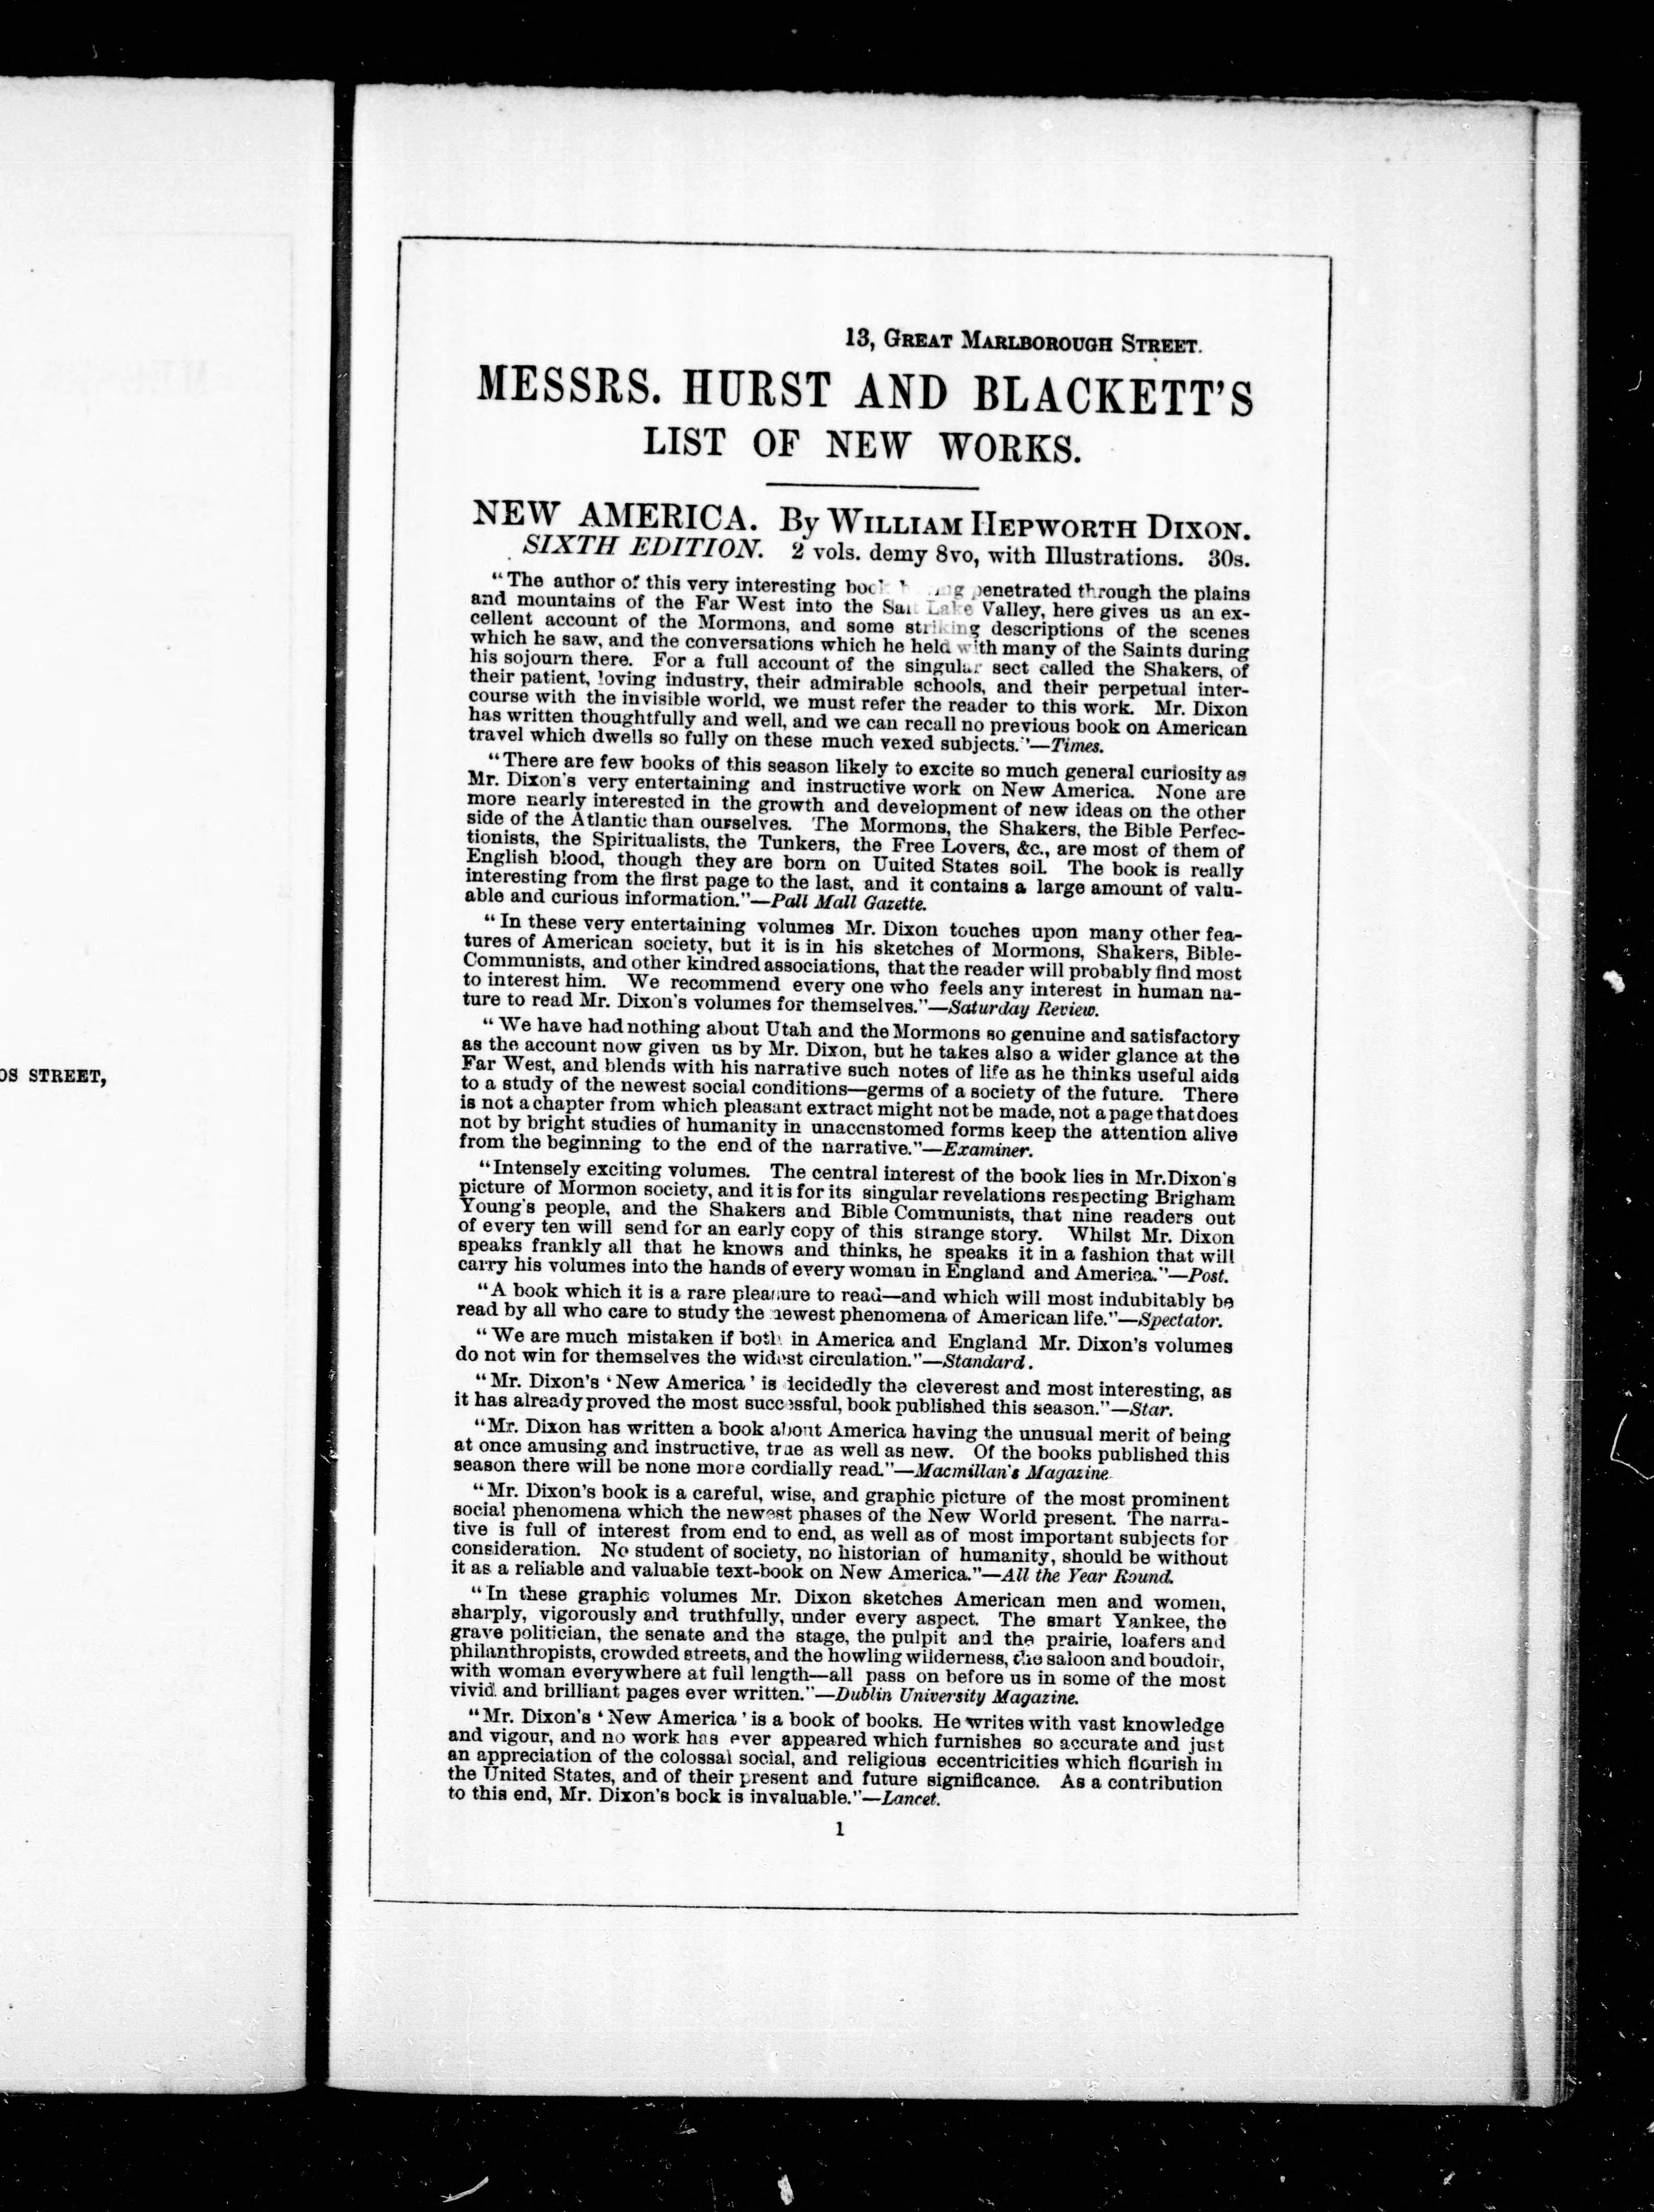 OS STREET,
13, GREAT MARLBOROUGH STREET.
MESSRS. HURST AND BLACKETT'S
LIST OF NEW WORKS.
NEW AMERICA. By WILLIAM HEPWORTH DIXON.
SIXTH EDITION. 2 vols. demy 8vo, with Illustrations. 30s.
"The author of this very interesting book penetrated through the plains
and mountains of the Far West into the Salt Lake Valley, here gives us an ex-
cellent account of the Mormons, and some striking descriptions of the scenes
which he saw, and the conversations which he held with many of the Saints during
his sojourn there. For a full account of the singular sect called the Shakers, of
their patient, loving industry, their admirable schools, and their perpetual inter-
course with the invisible world, we must refer the reader to this work. Mr. Dixon
has written thoughtfully and well, and we can recall no previous book on American
travel which dwells so fully on these much vexed subjects."—Times.
"There are few books of this season likely to excite so much general curiosity as
Mr. Dixon's very entertaining and instructive work on New America. None are
more nearly interested in the growth and development of new ideas on the other
side of the Atlantic than ourselves. The Mormons, the Shakers, the Bible Perfec-
tionists, the Spiritualists, the Tunkers, the Free Lovers, &c., are most of them of
English blood, though they are born on United States soil. The book is really
interesting from the first page to the last, and it contains a large amount of valu-
able and curious information."—Pall Mall Gazette.
"In these very entertaining volumes Mr. Dixon touches upon many other fea-
tures of American society, but it is in his sketches of Mormons, Shakers, Bible-
Communists, and other kindred associations, that the reader will probably find most
to interest him. We recommend every one who feels any interest in human na-
ture to read Mr. Dixon's volumes for themselves."—Saturday Review.
"We have had nothing about Utah and the Mormons so genuine and satisfactory
as the account now given us by Mr. Dixon, but he takes also a wider glance at the
Far West, and blends with his narrative such notes of life as he thinks useful aids
to a study of the newest social conditions—germs of a society of the future. There
is not a chapter from which pleasant extract might not be made, not a page that does
not by bright studies of humanity in unaccustomed forms keep the attention alive
from the beginning to the end of the narrative."—Examiner.
"Intensely exciting volumes. The central interest of the book lies in Mr. Dixon's
picture of Mormon society, and it is for its singular revelations respecting Brigham
Young's people, and the Shakers and Bible Communists, that nine readers out
of every ten will send for an early copy of this strange story. Whilst Mr. Dixon
speaks frankly all that he knows and thinks, he speaks it in a fashion that will
carry his volumes into the hands of every woman in England and America."—Post.
"A book which it is a rare pleasure to read—and which will most indubitably be
read by all who care to study the newest phenomena of American life."—Spectator.
"We are much mistaken if both in America and England Mr. Dixon's volumes
do not win for themselves the widest circulation."—Standard.
"Mr. Dixon's 'New America' is decidedly the cleverest and most interesting, as
it has already proved the most successful, book published this season."—Star.
"Mr. Dixon has written a book about America having the unusual merit of being
at once amusing and instructive, true as well as new. Of the books published this
season there will be none more cordially read."—Macmillan's Magazine.
"Mr. Dixon's book is a careful, wise, and graphic picture of the most prominent
social phenomena which the newest phases of the New World present. The narra-
tive is full of interest from end to end, as well as of most important subjects for
consideration. No student of society, no historian of humanity, should be without
it as a reliable and valuable text-book on New America."—All the Year Round.
"In these graphic volumes Mr. Dixon sketches American men and women,
sharply, vigorously and truthfully, under every aspect. The smart Yankee, the
grave politician, the senate and the stage, the pulpit and the prairie, loafers and
philanthropists, crowded streets, and the howling wilderness, the saloon and boudoir,
with woman everywhere at full length—all pass on before us in some of the most
vivid and brilliant pages ever written."—Dublin University Magazine.
"Mr. Dixon's 'New America' is a book of books. He writes with vast knowledge
and vigour, and no work has ever appeared which furnishes so accurate and just
an appreciation of the colossal social, and religious eccentricities which flourish in
the United States, and of their present and future significance. As a contribution
to this end, Mr. Dixon's book is invaluable."—Lancet.
1